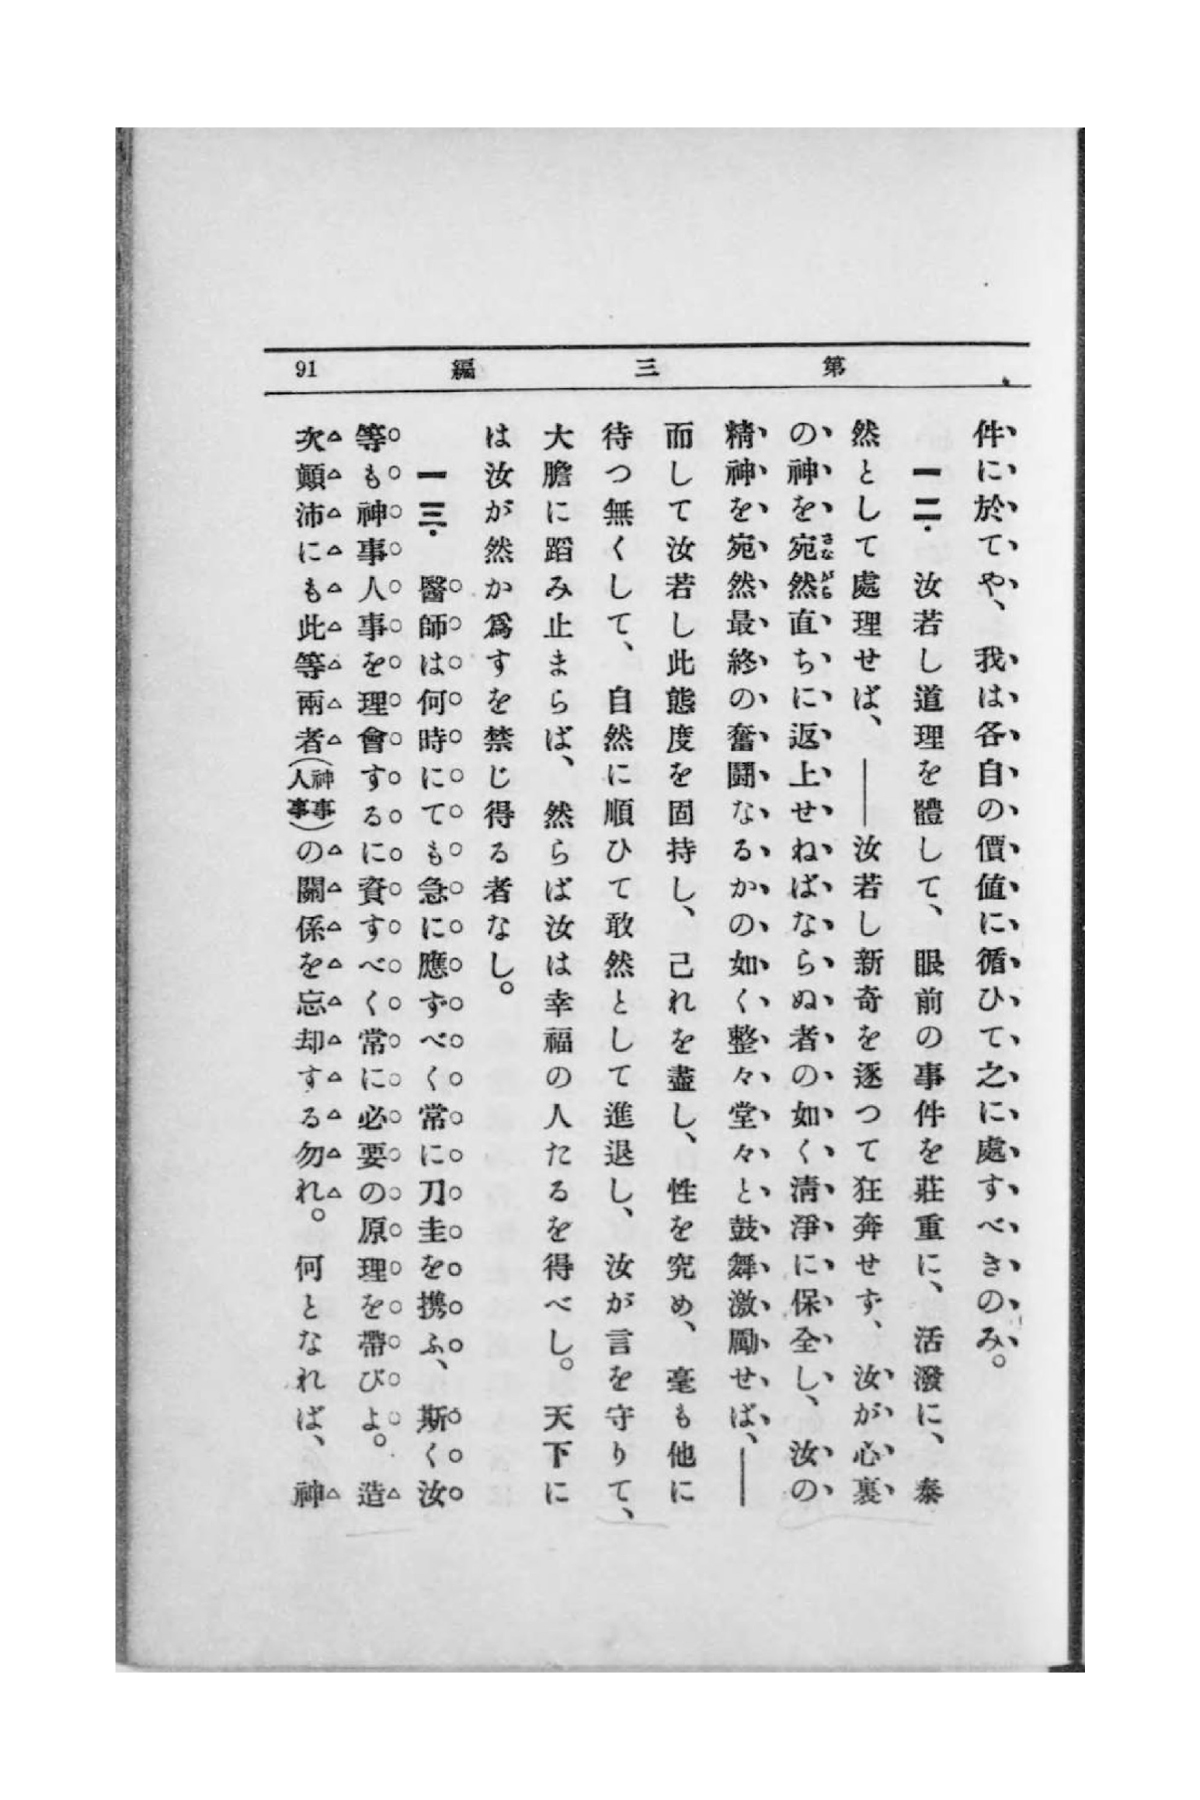 第三編
91
件に於てや、我は各自の價値に循ひて之に處すべきのみ。
一二・ 汝若し道理を體して、眼前の事件を莊重に、活潑に、泰
然として處理せば、――汝若し新奇を逐つて狂奔せず、汝が心裏
の神を宛然直ちに返上せねばならぬ者の如く淸淨に保全し、汝の
さながら
精神を宛然最終の奮鬪なるかの如く整々堂々と鼓舞激勵せば、――
而して汝若し此態度を固持し、己れを盡し、性を究め、毫も他に
待つ無くして、自然に順ひて敢然として進退し、汝が言を守りて、
大膽に蹈み止まらば、然らば汝は幸福の人たるを得べし。天下に
は汝が然か爲すを禁じ得る者なし。
一三・ 醫師は何時にても急に應ずべく常に刀圭を携ふ、斯く汝
等も神事人事を理會するに資すべく常に必要の原理を帶びよ。造
次顚沛にも此等兩者(神事人事)の關係を忘却する勿れ。何となれば、神